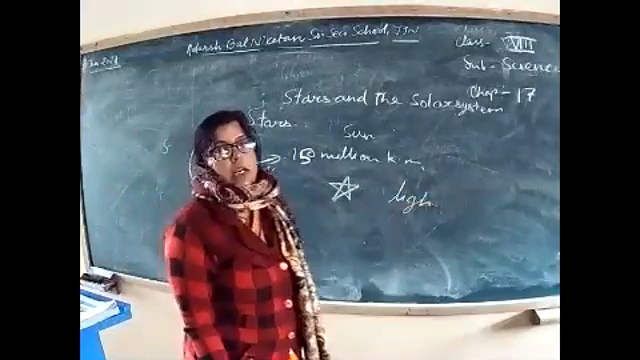 Adarsh Bal Niketan Sr. Sec. School, JJN
Class - VIII
Sub - Science
Chap - 17
Stars and the Solar system
Stars
Sun
150 million k.m.
ligh